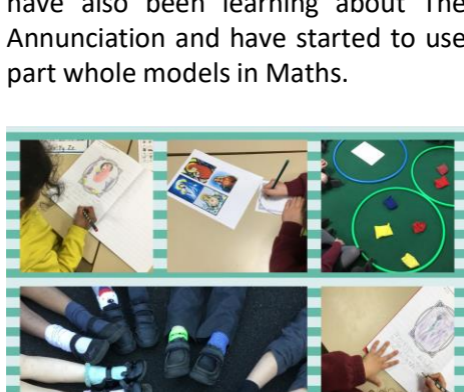 have also been learning about The
Annunciation and have started to use
part whole models in Maths.